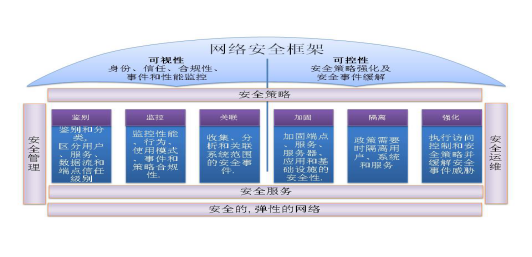 网络安全框架
可视性
身份、信任、合规性、
事件和性能监控
可控性
安全策略强化及
安全事件缓解
安全策略
安全管理
鉴别
鉴别和分
类,
区分用户
、服务、
数据流和
端点信任
级别
监控
监控性能
、行为、
使用模式
、事件和
策略合规
性.
关联
收集、分
析和关联
系统范围
的安全事
件.
加固
加固端点
、服务、
服务器、
应用和基
础设施的
安全性.
隔离
政策需要
时隔离用
户、系统
和服务
强化
执行访问
控制和安
全策略并
缓解安全
事件威胁
安全运维
安全服务
安全的, 弹性的网络